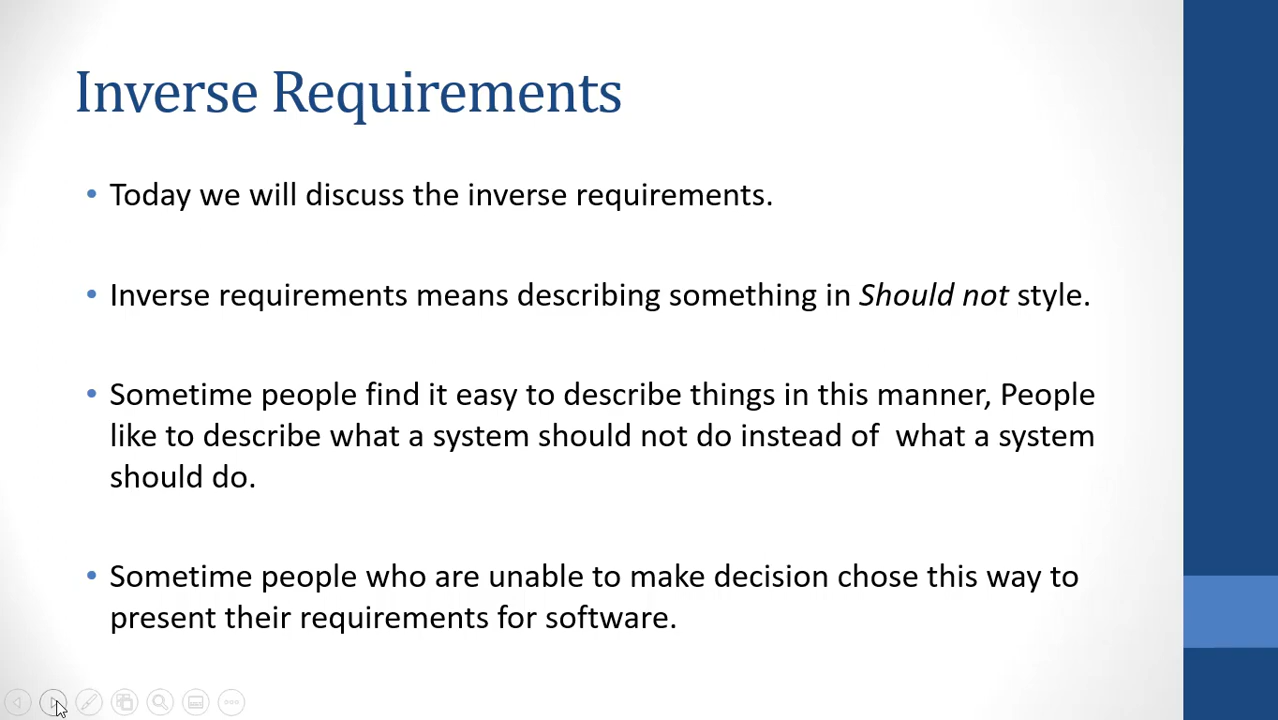 Inverse Requirements
• Today we will discuss the inverse requirements.
• Inverse requirements means describing something in Should not style.
• Sometime people find it easy to describe things in this manner, People
like to describe what a system should not do instead of  what a system
should do.
• Sometime people who are unable to make decision chose this way to
present their requirements for software.